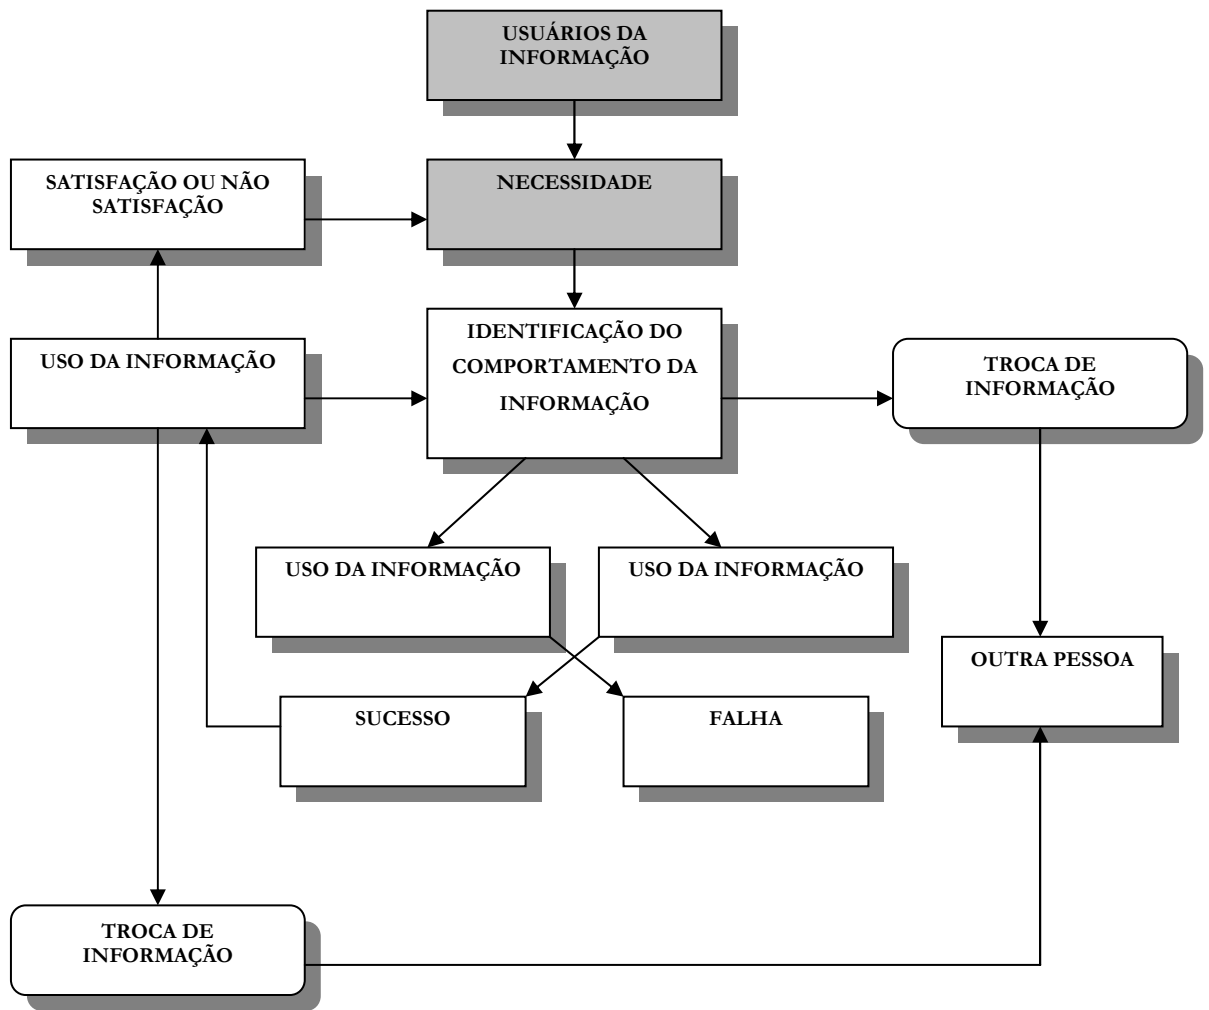 USUÁRIOS DA
INFORMAÇÃO
SATISFAÇÃO OU NÃO
SATISFAÇÃO
NECESSIDADE
USO DA INFORMAÇÃO
IDENTIFICAÇÃO DO
COMPORTAMENTO DA
INFORMAÇÃO
TROCA DE
INFORMAÇÃO
USO DA INFORMAÇÃO
USO DA INFORMAÇÃO
OUTRA PESSOA
SUCESSO
FALHA
TROCA DE
INFORMAÇÃO